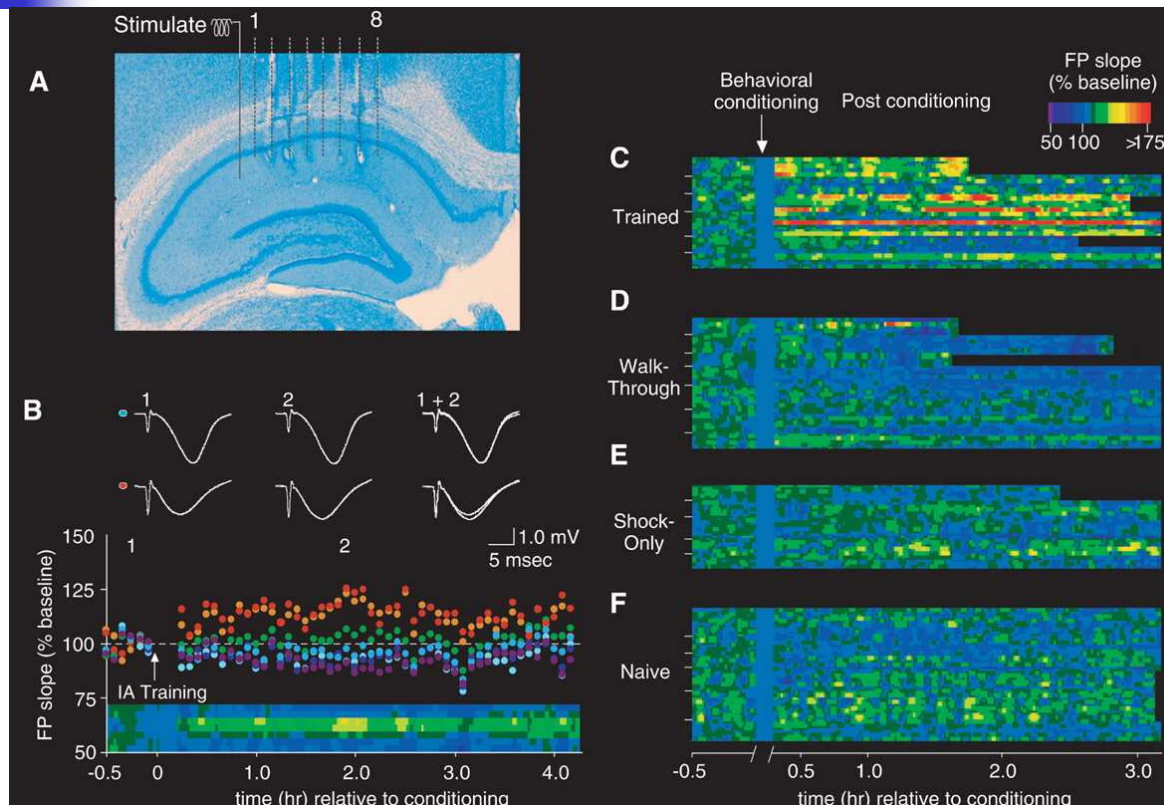 Stimulate 1 8
A
B
1 2 1 + 2
1.0 mV
5 msec
1 2
150
125
100
75
50
FP slope (% baseline)
IA Training
-0.5 0 1.0 2.0 3.0 4.0
time (hr) relative to conditioning
Behavioral
conditioning
Post conditioning
FP slope
(% baseline)
50 100 >175
C
Trained
D
Walk-
Through
E
Shock-
Only
F
Naive
-0.5 0.5 1.0 2.0 3.0
time (hr) relative to conditioning